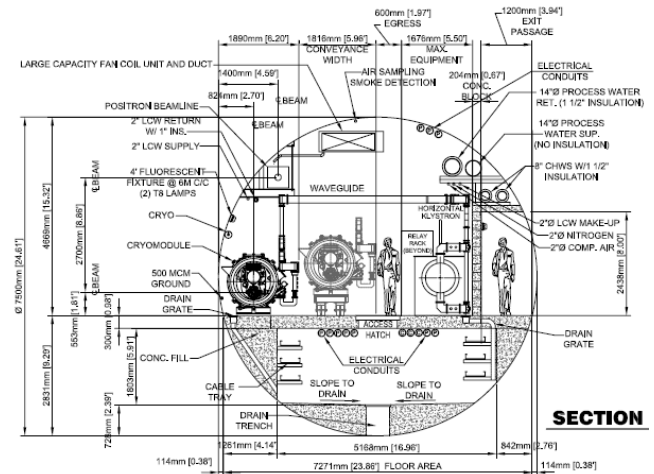 600mm [1.97']
EGRESS
1200mm [3.94']
EXIT
PASSAGE
1890mm [6.20']
1816mm [5.96']
CONVEYANCE
WIDTH
1676mm [5.50']
MAX.
EQUIPMENT
LARGE CAPACITY FAN COIL UNIT AND DUCT
1400mm [4.59']
AIR SAMPLING
SMOKE DETECTION
204mm [0.67']
CONC.
BLOCK
ELECTRICAL
CONDUITS
POSITRON BEAMLINE
824mm [2.70']
BEAM
BEAM
14"Ø PROCESS WATER
RET. (1 1/2" INSULATION)
2" LCW RETURN
W/ 1" INS.
2" LCW SUPPLY
14"Ø PROCESS
WATER SUP.
(NO INSULATION)
4' FLUORESCENT
FIXTURE @ 6M C/C
(2) T8 LAMPS
8" CHWS W/1 1/2"
INSULATION
WAVEGUIDE
HORIZONTAL
KLYSTRON
CRYO
RELAY
RACK
(BEYOND)
2"Ø LCW MAKE-UP
2"Ø NITROGEN
2"Ø COMP. AIR
CRYOMODULE
500 MCM
GROUND
DRAIN
GRATE
Ø 7500mm [24.61']
4669mm [15.32']
2700mm [8.86']
BEAM
BEAM
563mm [1.81']
300mm [0.98']
2438mm [8.00']
ACCESS
HATCH
DRAIN
GRATE
CONC. FILL
ELECTRICAL
CONDUITS
CABLE
TRAY
SLOPE TO
DRAIN
SLOPE TO
DRAIN
2831mm [9.29']
1803mm [5.91']
728mm [2.39']
DRAIN
TRENCH
SECTION
1261mm [4.14']
5168mm [16.96']
842mm [2.76']
114mm [0.38']
7271mm [23.86'] FLOOR AREA
114mm [0.38']